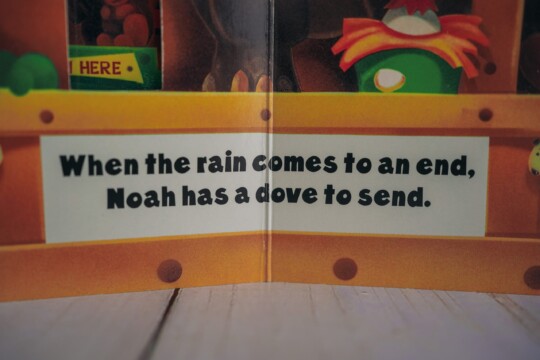 HERE
When the rain comes to an end,
Noah has a dove to send.